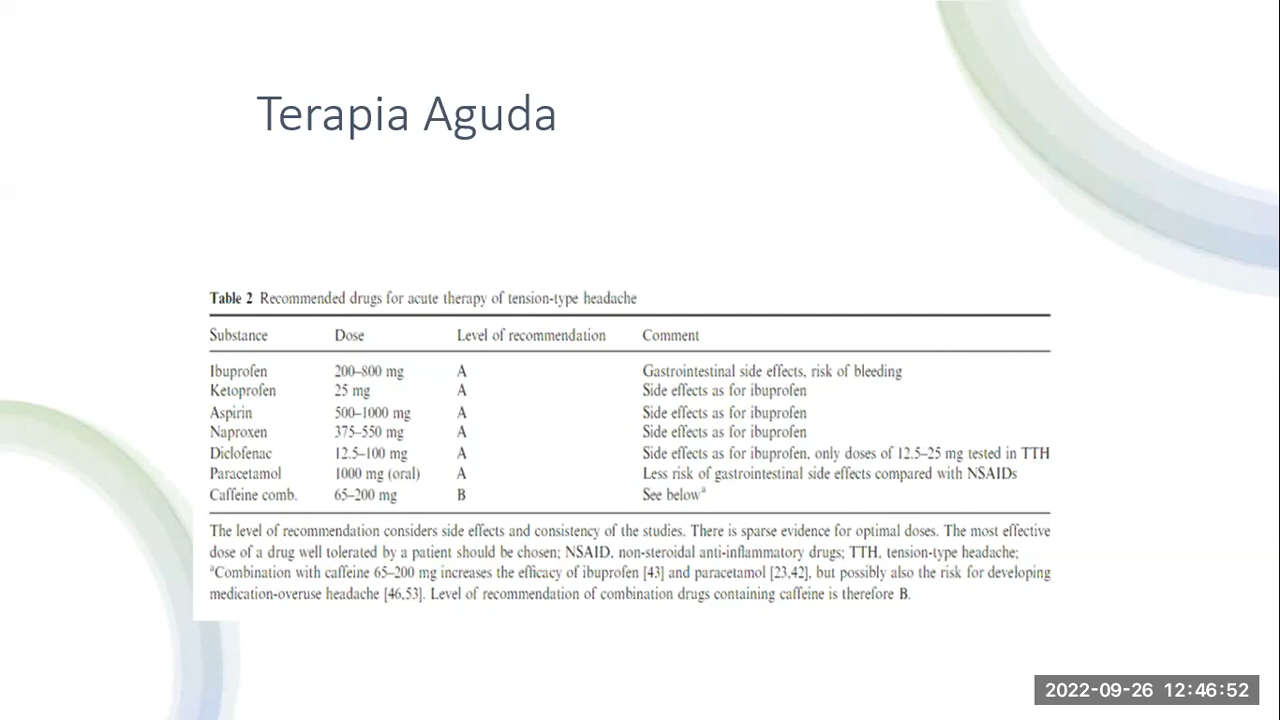 Terapia Aguda
Table 2 Recommended drugs for acute therapy of tension-type headache
Substance Dose Level of recommendation Comment
Ibuprofen 200–800 mg A Gastrointestinal side effects, risk of bleeding
Ketoprofen 25 mg A Side effects as for ibuprofen
Aspirin 500–1000 mg A Side effects as for ibuprofen
Naproxen 375–550 mg A Side effects as for ibuprofen
Diclofenac 12.5–100 mg A Side effects as for ibuprofen, only doses of 12.5–25 mg tested in TTH
Paracetamol 1000 mg (oral) A Less risk of gastrointestinal side effects compared with NSAIDs
Caffeine comb. 65–200 mg B See belowᵃ
The level of recommendation considers side effects and consistency of the studies. There is sparse evidence for optimal doses. The most effective
dose of a drug well tolerated by a patient should be chosen; NSAID, non-steroidal anti-inflammatory drugs; TTH, tension-type headache;
ᵃCombination with caffeine 65–200 mg increases the efficacy of ibuprofen [43] and paracetamol [23,42], but possibly also the risk for developing
medication-overuse headache [46,53]. Level of recommendation of combination drugs containing caffeine is therefore B.
2022-09-26 12:46:52